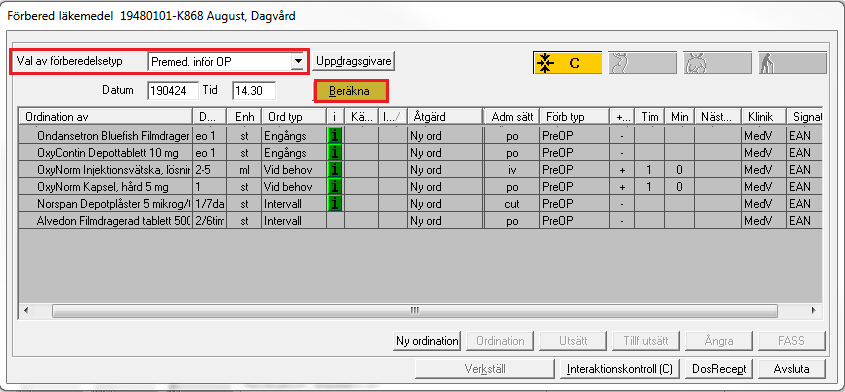 Förbered läkemedel 19480101-K868 August, Dagvård
Val av förberedelsetyp Premed. inför OP Uppdragsgivare C
Datum 190424 Tid 14.30 Beräkna
Ordination av D... Enh Ord typ i Kä... I.../ Åtgärd Adm sätt Förb typ +... Tim Min Näst... Klinik Signat
Ondansetron Bluefish Filmdrager eo 1 st Engångs i Ny ord po PreOP - MedV EAN
OxyContin Depottablett 10 mg eo 1 st Engångs i Ny ord po PreOP - MedV EAN
OxyNorm Injektionsvätska, lösnin 2-5 ml Vid behov i Ny ord iv PreOP + 1 0 MedV EAN
OxyNorm Kapsel, hård 5 mg 1 st Vid behov i Ny ord po PreOP + 1 0 MedV EAN
Norspan Depotplåster 5 mikrog/ 1/7da st Intervall i Ny ord cut PreOP - MedV EAN
Alvedon Filmdragerad tablett 500 2/6tim st Intervall Ny ord po PreOP - MedV EAN
Ny ordination Ordination Utsätt Tillf utsätt Ångra FASS
Verkställ Interaktionskontroll (C) DosRecept Avsluta